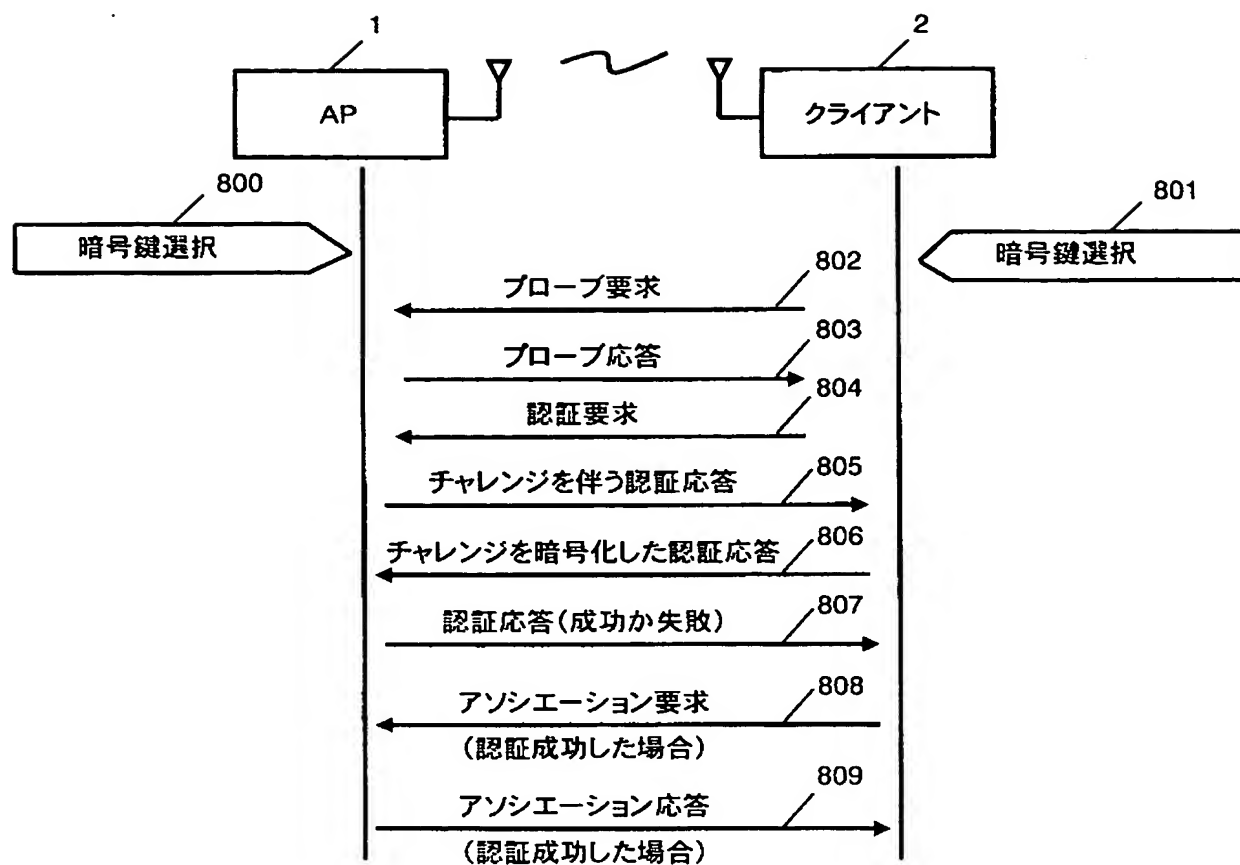 1
2
AP
クライアント
800
暗号鍵選択
801
暗号鍵選択
802
プローブ要求
803
プローブ応答
804
認証要求
805
チャレンジを伴う認証応答
806
チャレンジを暗号化した認証応答
807
認証応答(成功か失敗)
808
アソシエーション要求
(認証成功した場合)
809
アソシエーション応答
(認証成功した場合)